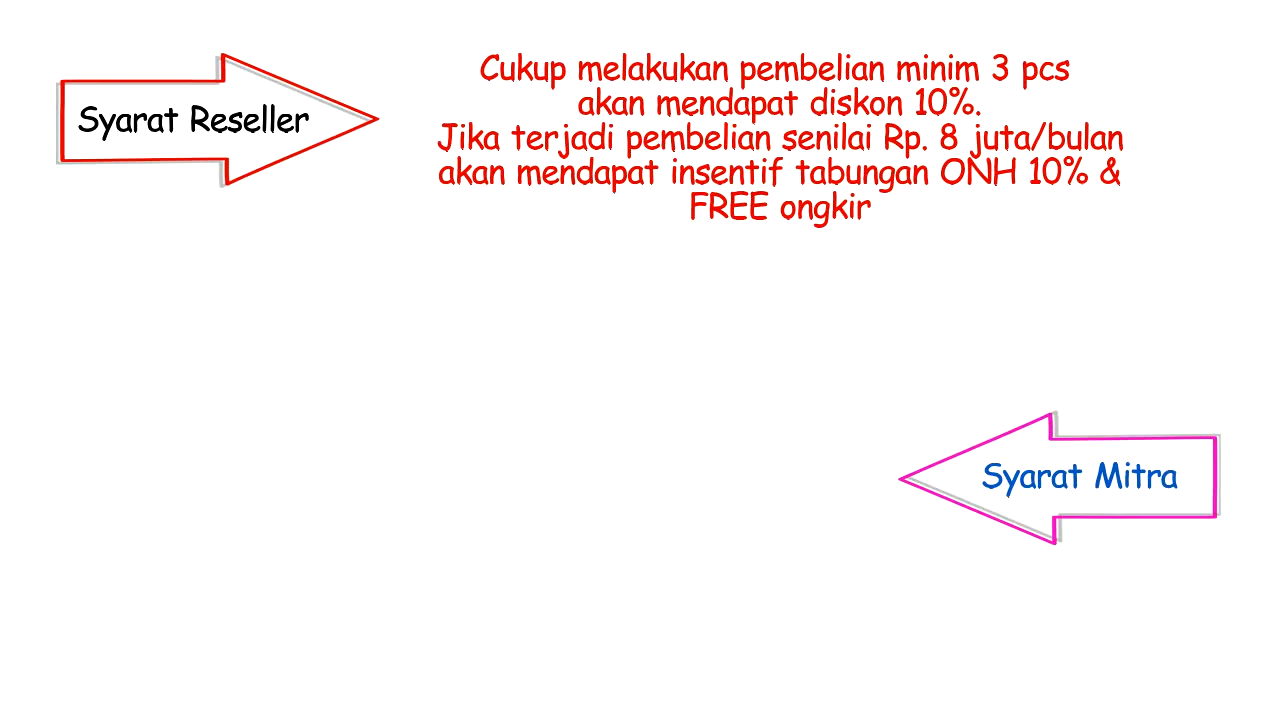 Syarat Reseller
Cukup melakukan pembelian minim 3 pcs
akan mendapat diskon 10%.
Jika terjadi pembelian senilai Rp. 8 juta/bulan
akan mendapat insentif tabungan ONH 10% &
FREE ongkir
Syarat Mitra